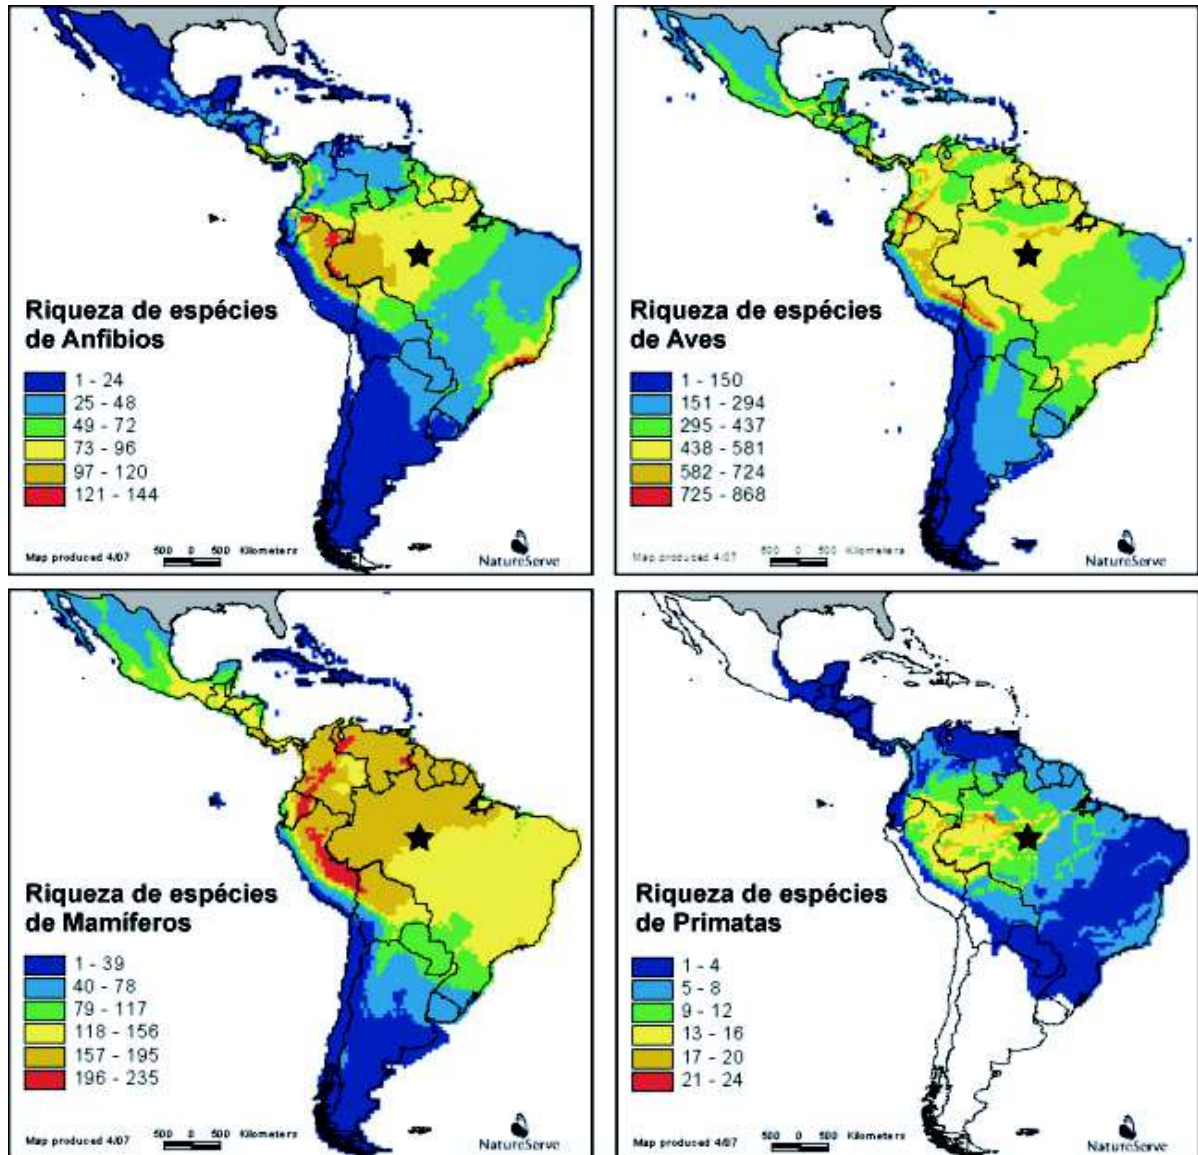 Riqueza de espécies
de Anfibios
1 - 24
25 - 48
49 - 72
73 - 96
97 - 120
121 - 144
Map produced 4/07
500 0 500 Kilometers
NatureServe
Riqueza de espécies
de Aves
1 - 150
151 - 294
295 - 437
438 - 581
582 - 724
725 - 868
Map produced 4/07
500 0 500 Kilometers
NatureServe
Riqueza de espécies
de Mamíferos
1 - 39
40 - 78
79 - 117
118 - 156
157 - 195
196 - 235
Map produced 4/07
500 0 500 Kilometers
NatureServe
Riqueza de espécies
de Primatas
1 - 4
5 - 8
9 - 12
13 - 16
17 - 20
21 - 24
Map produced 4/07
500 0 500 Kilometers
NatureServe